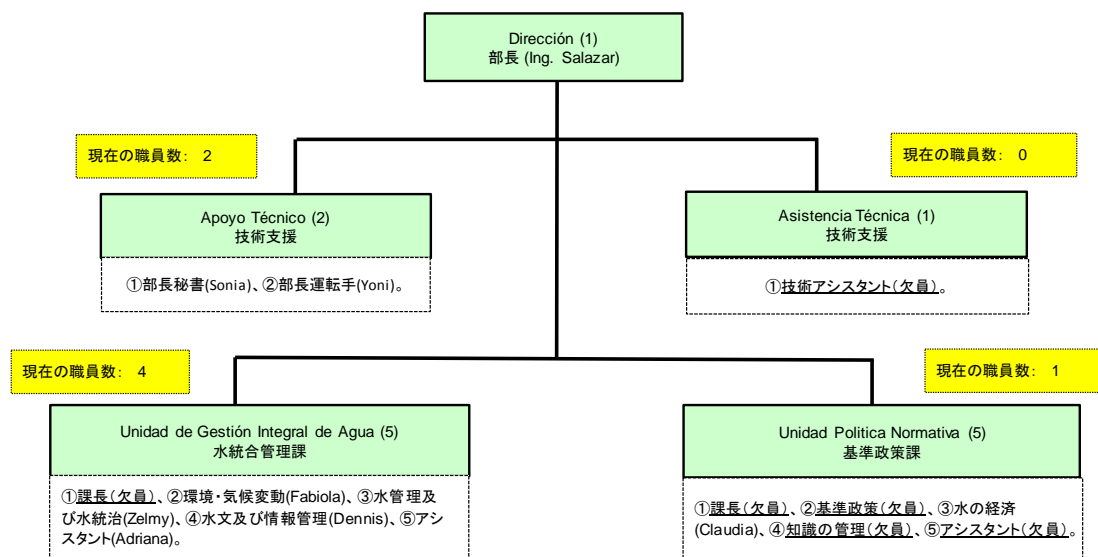 Dirección (1)
部長 (Ing. Salazar)
現在の職員数： 2
現在の職員数： 0
Apoyo Técnico (2)
技術支援
①部長秘書(Sonia)、②部長運転手(Yoni)。
Asistencia Técnica (1)
技術支援
①技術アシスタント（欠員）。
現在の職員数： 4
現在の職員数： 1
Unidad de Gestión Integral de Agua (5)
水統合管理課
①課長（欠員）、②環境・気候変動(Fabiola)、③水管理及
び水統治(Zelmy)、④水文及び情報管理(Dennis)、⑤アシ
スタント(Adriana)。
Unidad Politica Normativa (5)
基準政策課
①課長（欠員）、②基準政策（欠員）、③水の経済
(Claudia)、④知識の管理（欠員）、⑤アシスタント（欠員）。